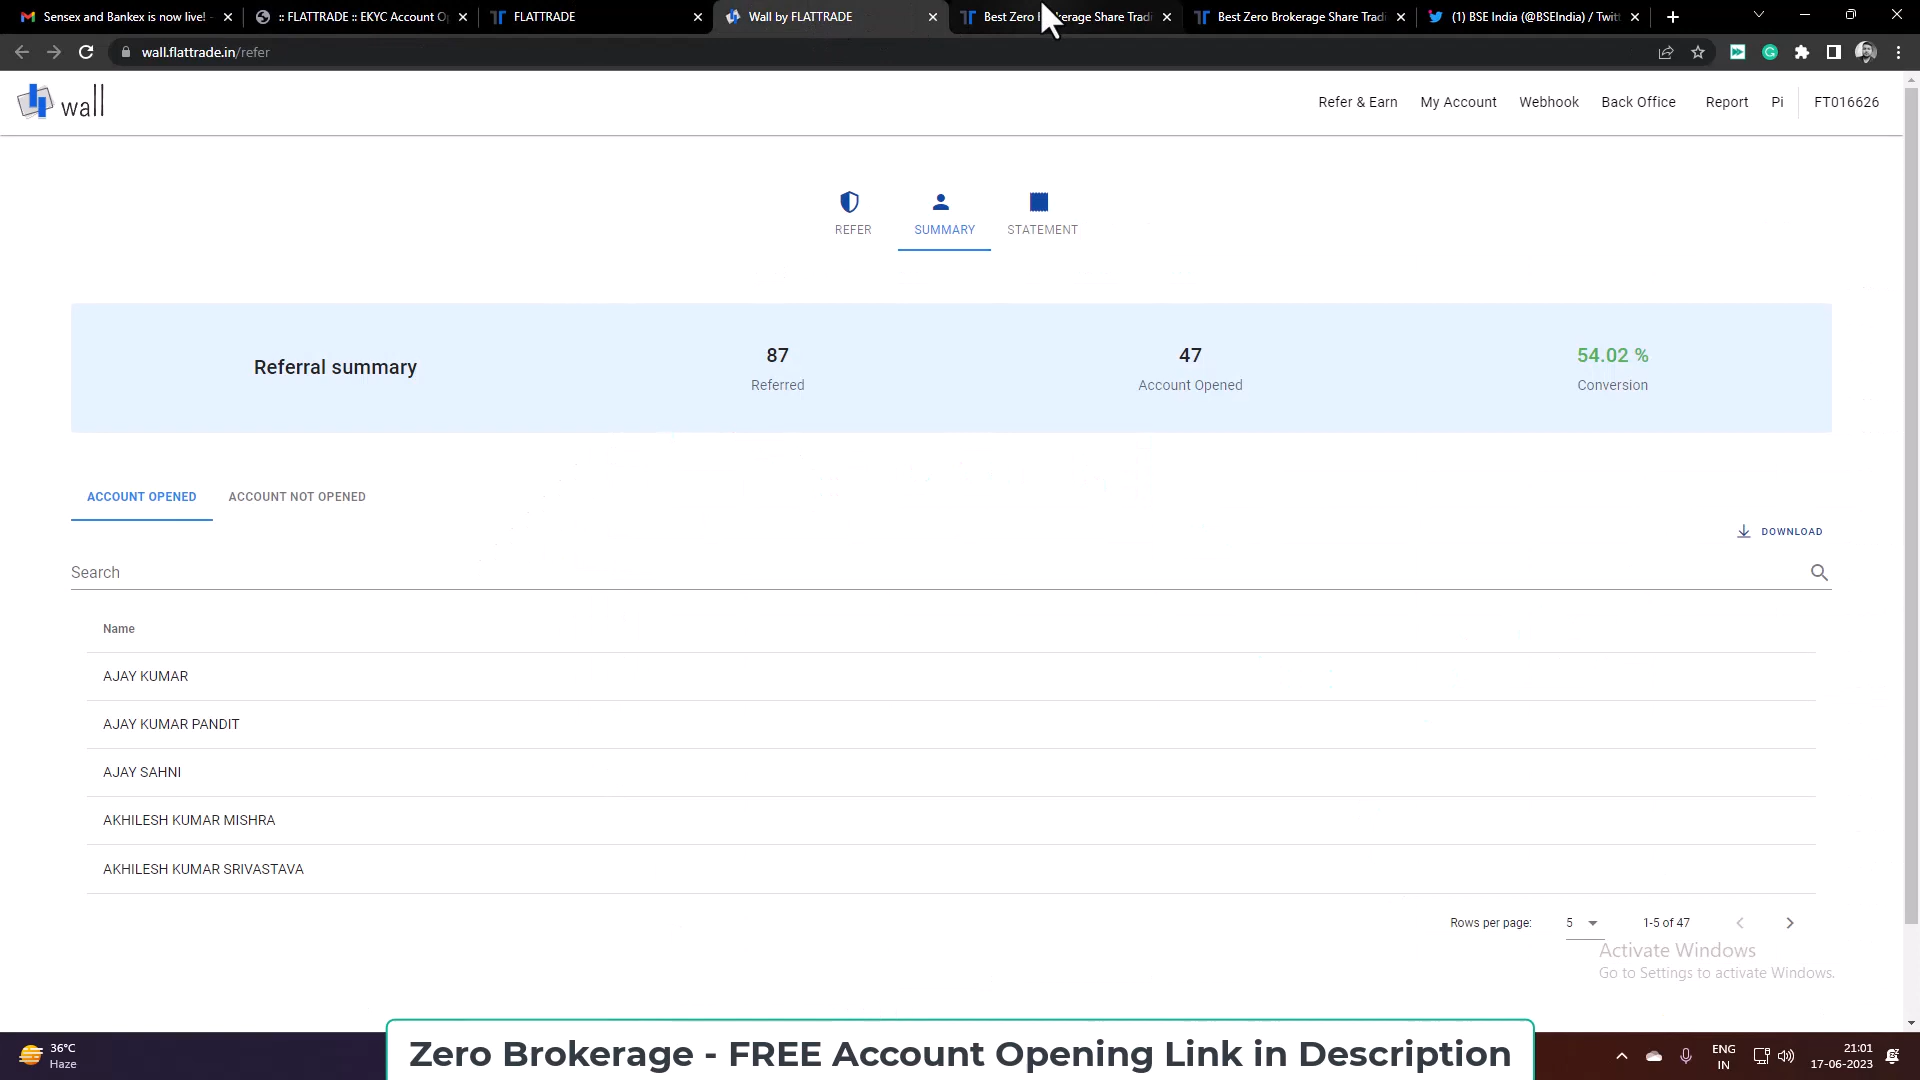 Sensex and Bankex is now live! -
:: FLATTRADE :: EKYC Account O
FLATTRADE
Wall by FLATTRADE
Best Zero erage Share Tradi
Best Zero Brokerage Share Tradi
(1) BSE India (@BSEIndia) / Twit
wall.flattrade.in/refer
wall
Refer & Earn
My Account
Webhook
Back Office
Report
Pi
FT016626
REFER
SUMMARY
STATEMENT
Referral summary
87
Referred
47
Account Opened
54.02 %
Conversion
ACCOUNT OPENED
ACCOUNT NOT OPENED
DOWNLOAD
Search
Name
AJAY KUMAR
AJAY KUMAR PANDIT
AJAY SAHNI
AKHILESH KUMAR MISHRA
AKHILESH KUMAR SRIVASTAVA
Rows per page:
5
1-5 of 47
Activate Windows
Go to Settings to activate Windows.
36°C
Haze
Zero Brokerage - FREE Account Opening Link in Description
ENG
IN
21:01
17-06-2023